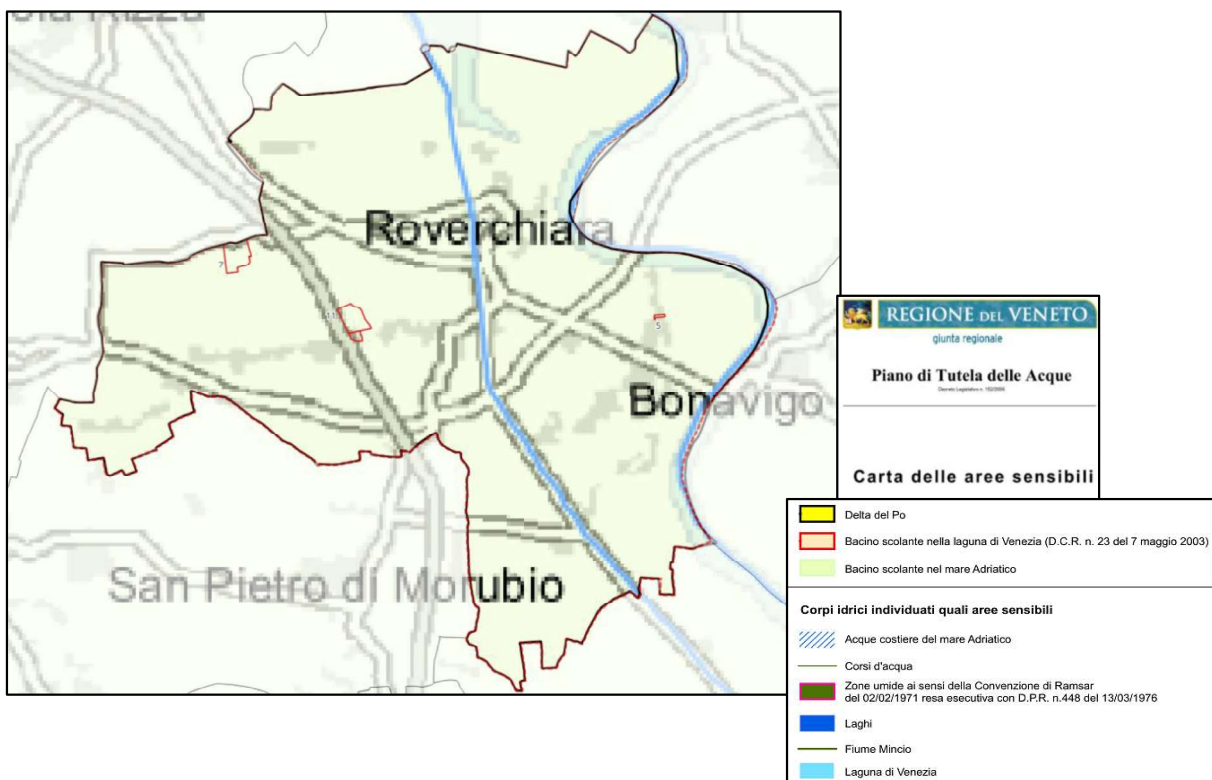 Roverchiara
7
11
5
Bonavigo
San Pietro di Morubio
REGIONE DEL VENETO
giunta regionale
Piano di Tutela delle Acque
Carta delle aree sensibili
Delta del Po
Bacino scolante nella laguna di Venezia (D.C.R. n. 23 del 7 maggio 2003)
Bacino scolante nel mare Adriatico
Corpi idrici individuati quali aree sensibili
Acque costiere del mare Adriatico
Corsi d'acqua
Zone umide ai sensi della Convenzione di Ramsar
del 02/02/1971 resa esecutiva con D.P.R. n.448 del 13/03/1976
Laghi
Fiume Mincio
Laguna di Venezia